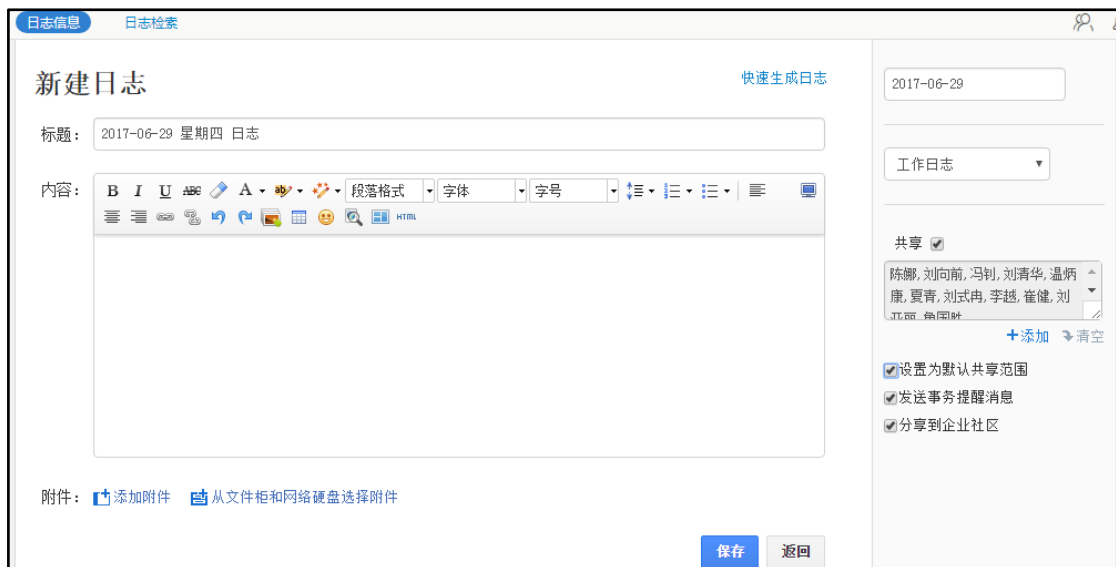 日志信息 日志检索
新建日志
快速生成日志
标题： 2017-06-29 星期四 日志
内容： B I U ABC A ab 段落格式 字体 字号
HTML
附件： 添加附件 从文件柜和网络硬盘选择附件
保存 返回
2017-06-29
工作日志
共享
陈娜,刘向前,冯钊,刘清华,温炳
康,夏青,刘式冉,李越,崔健,刘
添加 清空
设置为默认共享范围
发送事务提醒消息
分享到企业社区